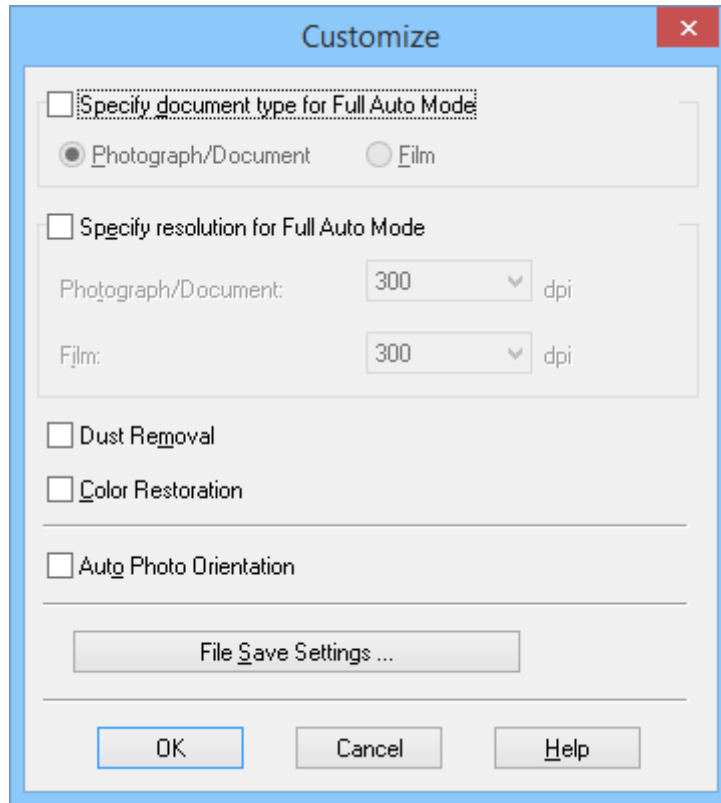 Customize
Specify document type for Full Auto Mode
Photograph/Document Film
Specify resolution for Full Auto Mode
Photograph/Document: 300 dpi
Film: 300 dpi
Dust Removal
Color Restoration
Auto Photo Orientation
File Save Settings ...
OK Cancel Help